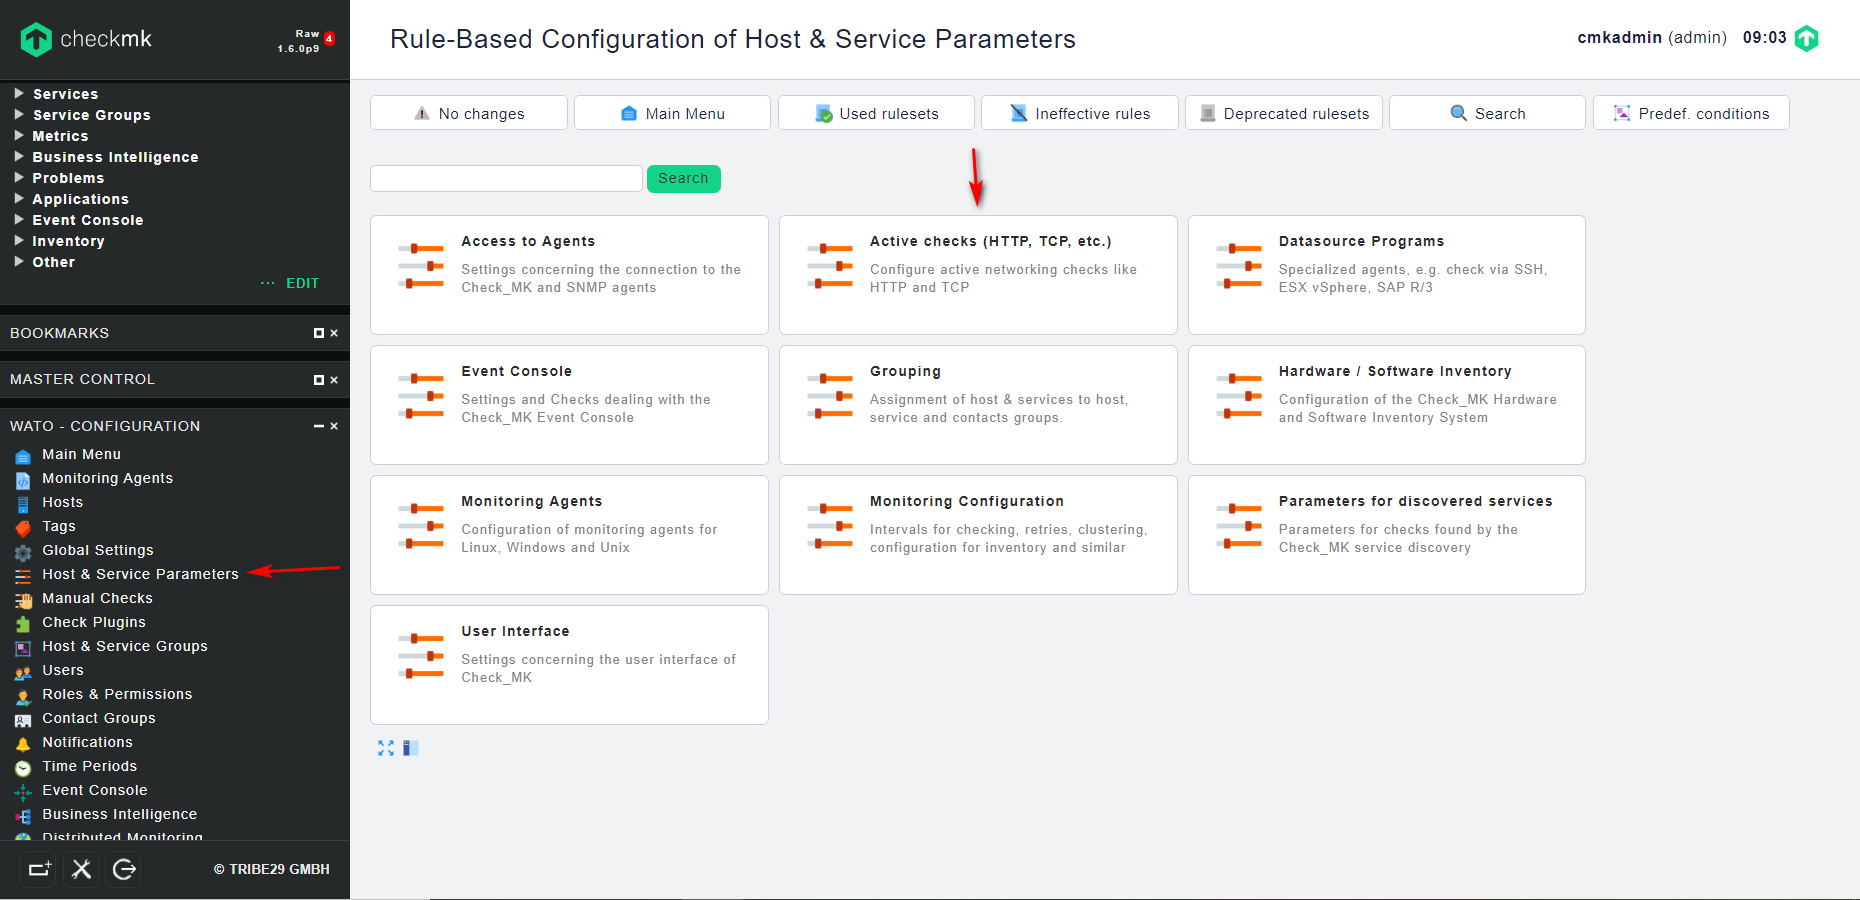 checkmk
Raw
1.6.0p9
4
Services
Service Groups
Metrics
Business Intelligence
Problems
Applications
Event Console
Inventory
Other
··· EDIT
BOOKMARKS
MASTER CONTROL
WATO - CONFIGURATION
Main Menu
Monitoring Agents
Hosts
Tags
Global Settings
Host & Service Parameters
Manual Checks
Check Plugins
Host & Service Groups
Users
Roles & Permissions
Contact Groups
Notifications
Time Periods
Event Console
Business Intelligence
Distributed Monitoring
© TRIBE29 GMBH
Rule-Based Configuration of Host & Service Parameters
cmkadmin (admin) 09:03
No changes
Main Menu
Used rulesets
Ineffective rules
Deprecated rulesets
Search
Predef. conditions
Search
Access to Agents
Settings concerning the connection to the
Check_MK and SNMP agents
Active checks (HTTP, TCP, etc.)
Configure active networking checks like
HTTP and TCP
Datasource Programs
Specialized agents, e.g. check via SSH,
ESX vSphere, SAP R/3
Event Console
Settings and Checks dealing with the
Check_MK Event Console
Grouping
Assignment of host & services to host,
service and contacts groups.
Hardware / Software Inventory
Configuration of the Check_MK Hardware
and Software Inventory System
Monitoring Agents
Configuration of monitoring agents for
Linux, Windows and Unix
Monitoring Configuration
Intervals for checking, retries, clustering,
configuration for inventory and similar
Parameters for discovered services
Parameters for checks found by the
Check_MK service discovery
User Interface
Settings concerning the user interface of
Check_MK